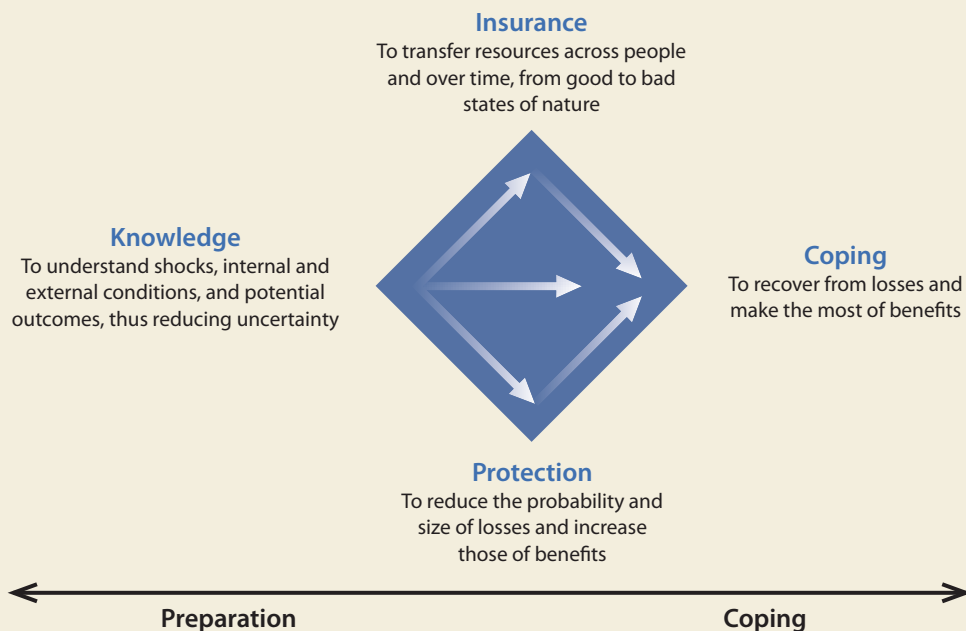 Insurance
To transfer resources across people
and over time, from good to bad
states of nature
Knowledge
To understand shocks, internal and
external conditions, and potential
outcomes, thus reducing uncertainty
Coping
To recover from losses and
make the most of benefits
Protection
To reduce the probability and
size of losses and increase
those of benefits
Preparation
Coping